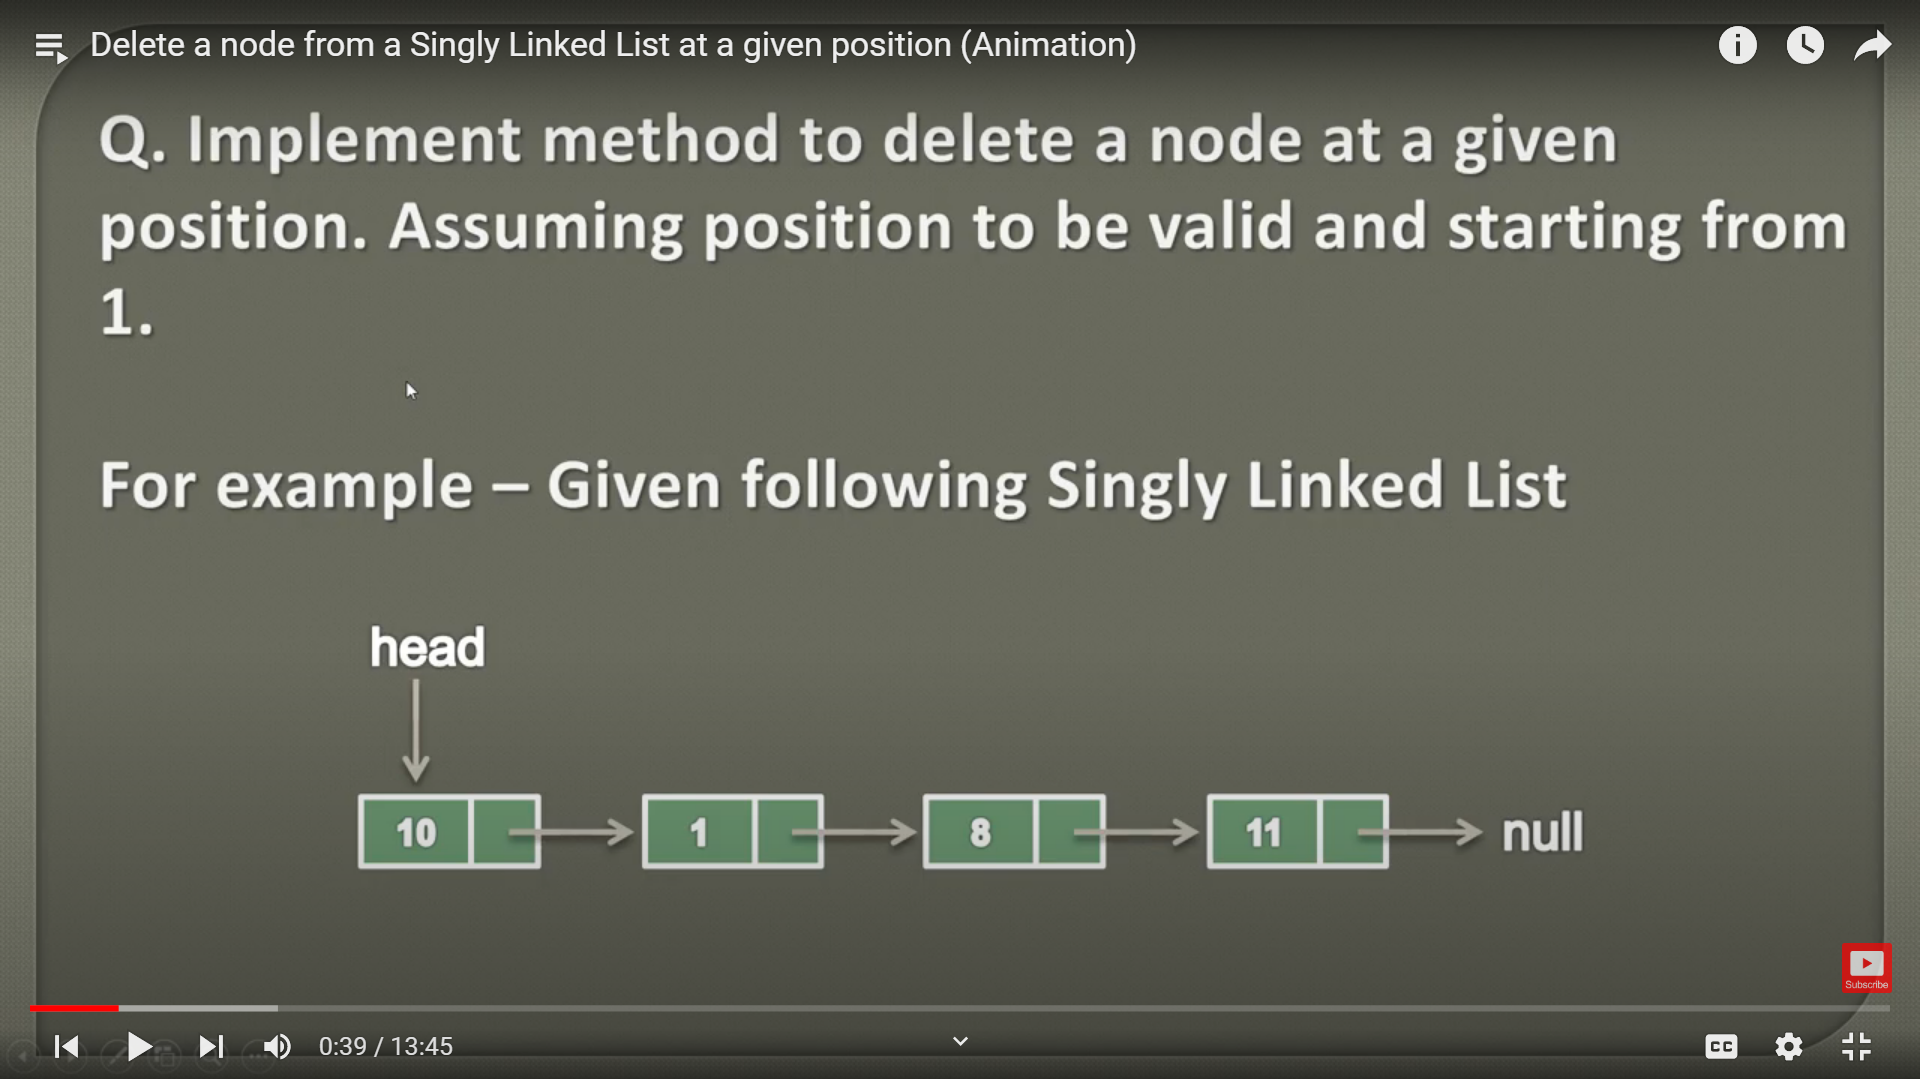 Delete a node from a Singly Linked List at a given position (Animation)
Q. Implement method to delete a node at a given
position. Assuming position to be valid and starting from
1.
For example – Given following Singly Linked List
head
10 1 8 11 null
Subscribe
0:39 / 13:45
CC